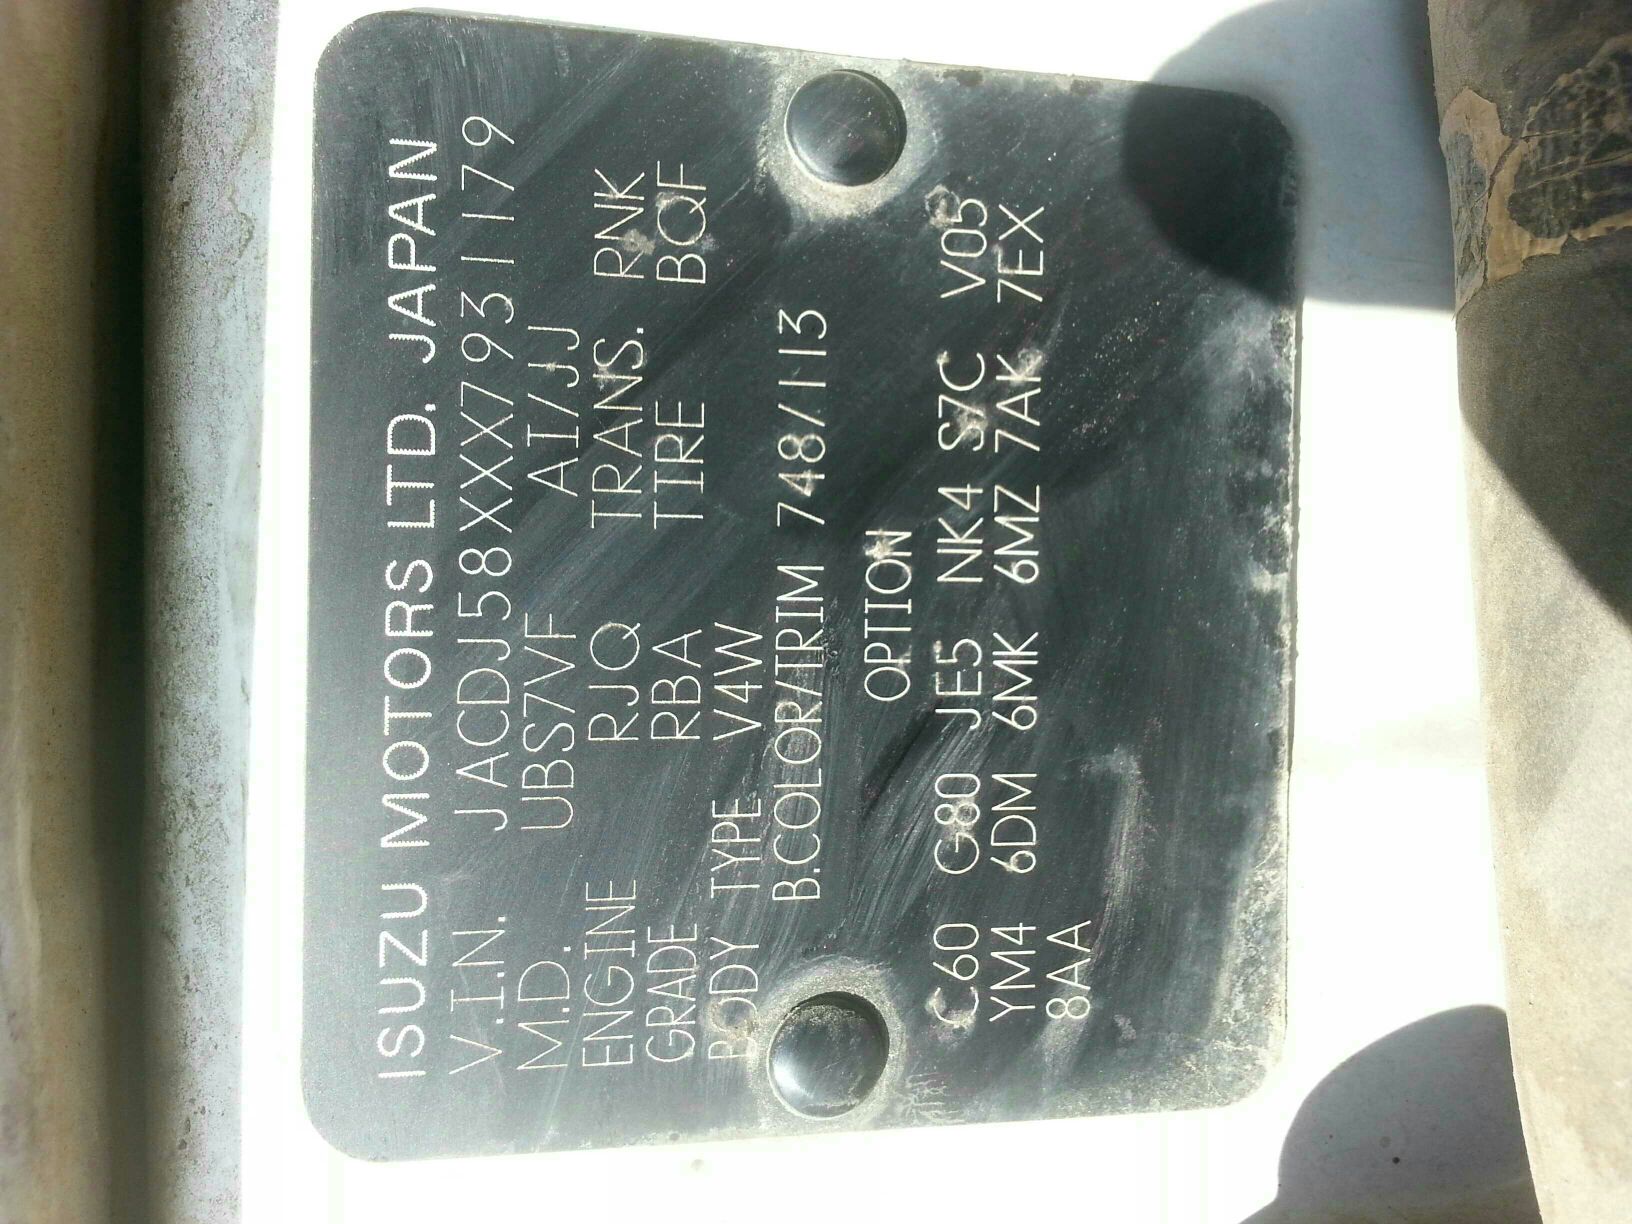 ISUZU MOTORS LTD. JAPAN
V.I.N. JACDJ58XXX7931179
M.D. UBS7VF AI/JJ
ENGINE RJQ TRANS. RNK
GRADE RBA TIRE BQF
BODY TYPE V4W
B.COLOR/TRIM 748/113
OPTION
C60 G80 JE5 NK4 S7C V05
YM4 6DM 6MK 6MZ 7AK 7EX
8AA